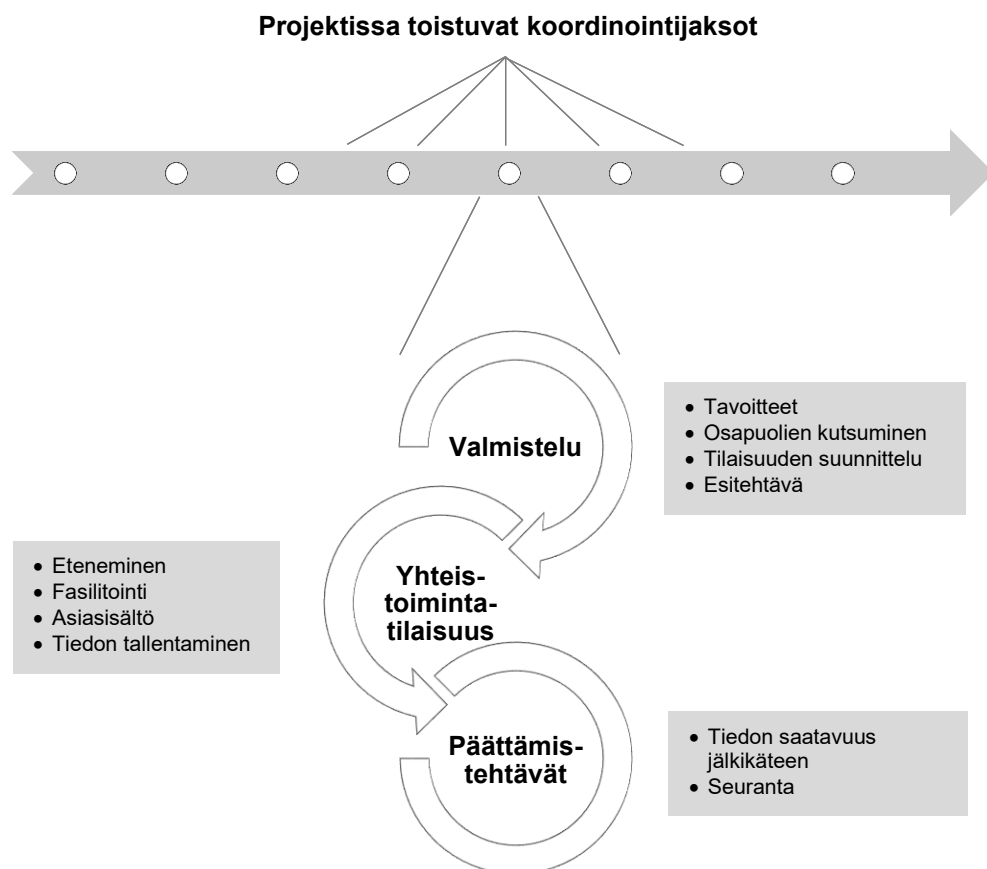 Projektissa toistuvat koordinointijaksot
Valmistelu
• Tavoitteet
• Osapuolien kutsuminen
• Tilaisuuden suunnittelu
• Esitehtävä
Yhteis-
toiminta-
tilaisuus
• Eteneminen
• Fasilitointi
• Asiasisältö
• Tiedon tallentaminen
Päättämis-
tehtävät
• Tiedon saatavuus
jälkikäteen
• Seuranta